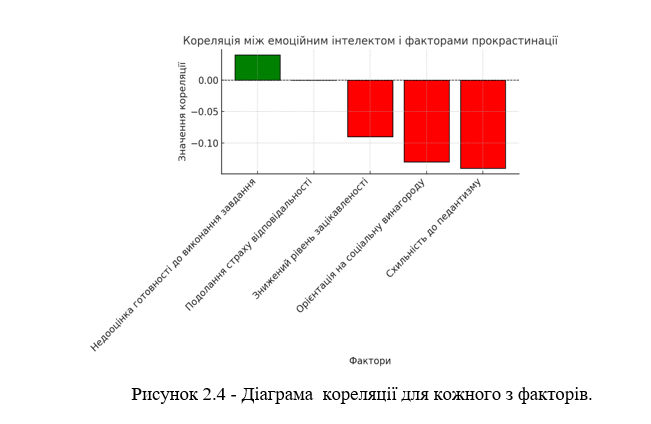 Кореляція між емоційним інтелектом і факторами прокрастинації
Значення кореляції
0.00
−0.05
−0.10
Недооцінка готовності до виконання завдання
Подолання страху відповідальності
Знижений рівень зацікавленості
Орієнтація на соціальну винагороду
Схильність до педантизму
Фактори
Рисунок 2.4 - Діаграма  кореляції для кожного з факторів.